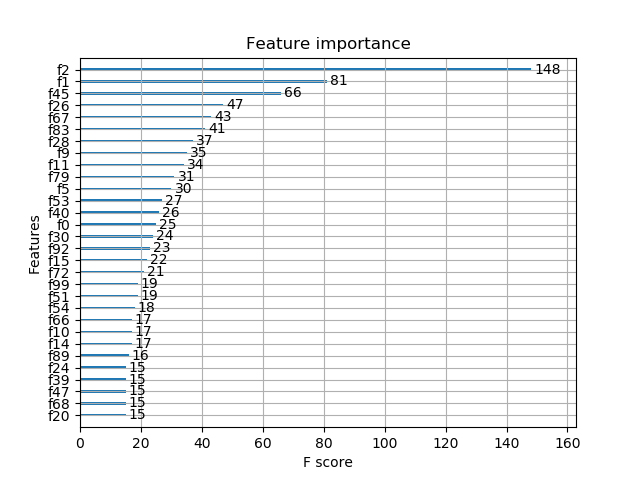 Feature importance
f2 148
f1 81
f45 66
f26 47
f67 43
f83 41
f28 37
f9 35
f11 34
f79 31
f5 30
f53 27
f40 26
f0 25
f30 24
f92 23
f15 22
f72 21
f99 19
f51 19
f54 18
f66 17
f10 17
f14 17
f89 16
f24 15
f39 15
f47 15
f68 15
f20 15
Features
0 20 40 60 80 100 120 140 160
F score